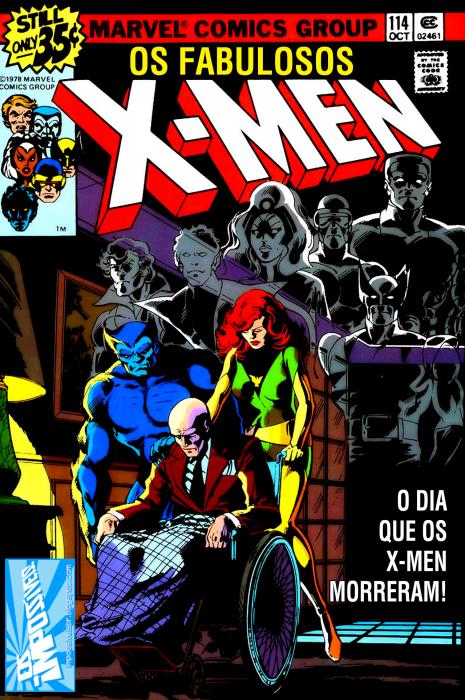 STILL
ONLY 35¢
MARVEL® COMICS GROUP
114
OCT
02461
APPROVED
BY THE
COMICS
CODE
©1978 MARVEL
COMICS GROUP
OS FABULOSOS
X-MEN
TM
O DIA
QUE OS
X-MEN
MORRERAM!
OS IMPOSSÍVEIS